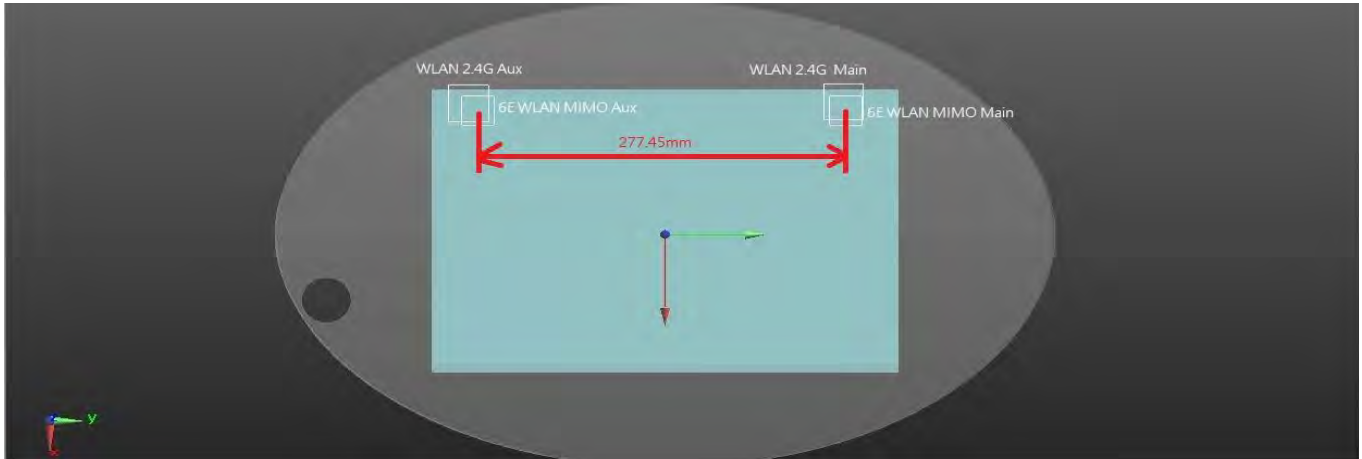 WLAN 2.4G Aux
WLAN 2.4G Main
6E WLAN MIMO Aux
6E WLAN MIMO Main
277.45mm
y
x